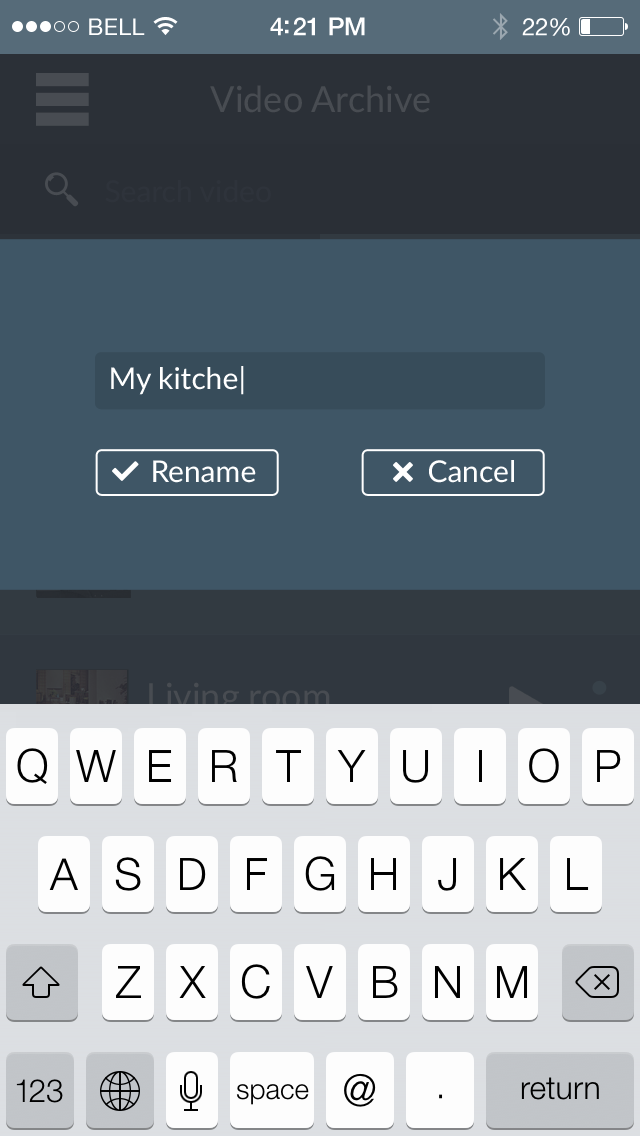 BELL 4:21 PM 22%
Video Archive
Search video
My kitche
Rename Cancel
Living room
Q W E R T Y U I O P
A S D F G H J K L
Z X C V B N M
123 space @ . return